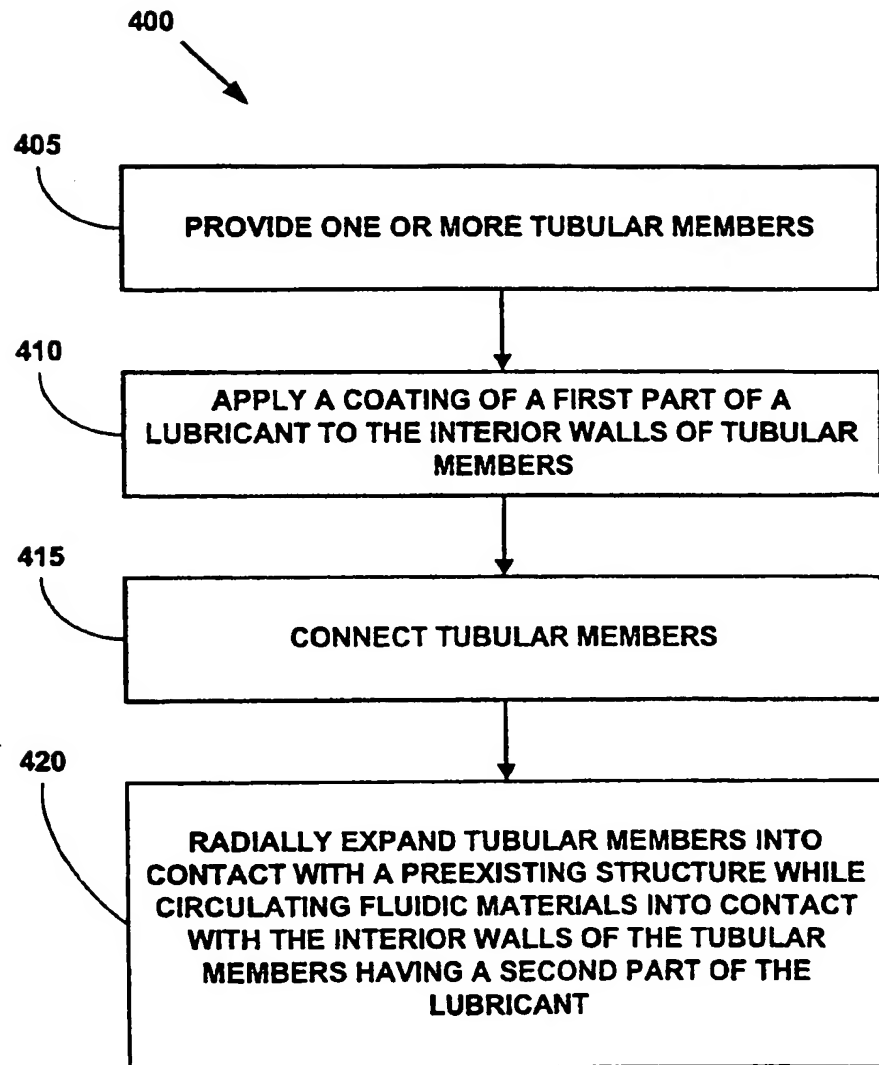 400
405
PROVIDE ONE OR MORE TUBULAR MEMBERS
410
APPLY A COATING OF A FIRST PART OF A
LUBRICANT TO THE INTERIOR WALLS OF TUBULAR
MEMBERS
415
CONNECT TUBULAR MEMBERS
420
RADIALLY EXPAND TUBULAR MEMBERS INTO
CONTACT WITH A PREEXISTING STRUCTURE WHILE
CIRCULATING FLUIDIC MATERIALS INTO CONTACT
WITH THE INTERIOR WALLS OF THE TUBULAR
MEMBERS HAVING A SECOND PART OF THE
LUBRICANT